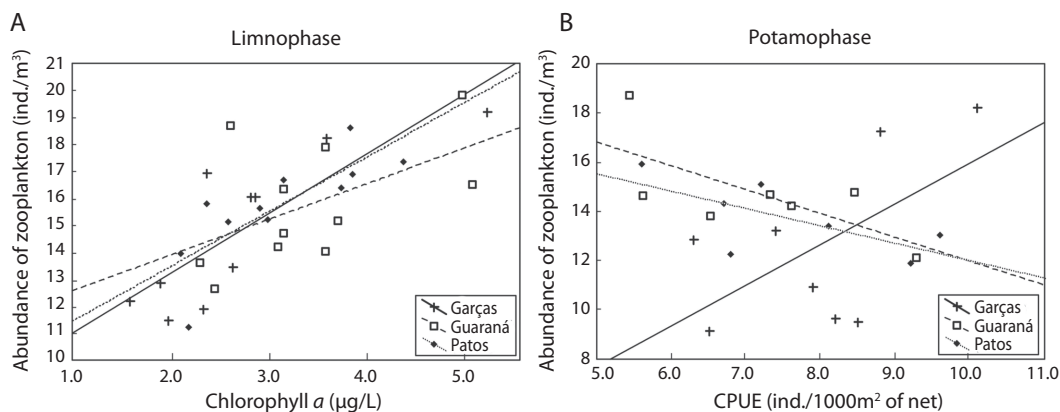 A
Limnophase
Abundance of zooplankton (ind./m³)
21
20
19
18
17
16
15
14
13
12
11
10
1.0
2.0
3.0
4.0
5.0
Chlorophyll a (µg/L)
Garças
Guaraná
Patos
B
Potamophase
Abundance of zooplankton (ind./m³)
20
18
16
14
12
10
8
5.0
6.0
7.0
8.0
9.0
10.0
11.0
CPUE (ind./1000m² of net)
Garças
Guaraná
Patos